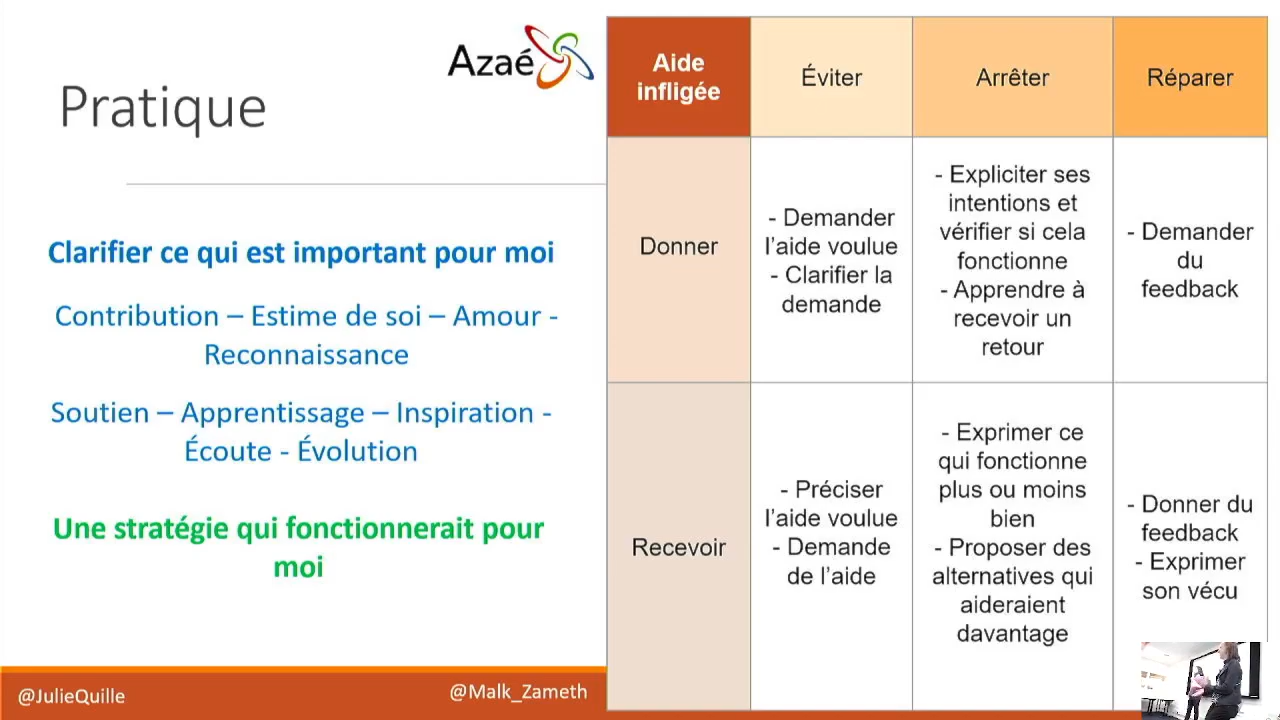 Azaé
Pratique
Clarifier ce qui est important pour moi
Contribution – Estime de soi – Amour -
Reconnaissance
Soutien – Apprentissage – Inspiration -
Écoute - Évolution
Une stratégie qui fonctionnerait pour
moi
@JulieQuille
@Malk_Zameth
Aide
infligée
Éviter
Arrêter
Réparer
Donner
- Demander
l’aide voulue
- Clarifier la
demande
- Expliciter ses
intentions et
vérifier si cela
fonctionne
- Apprendre à
recevoir un
retour
- Demander
du
feedback
Recevoir
- Préciser
l’aide voulue
- Demande
de l’aide
- Exprimer ce
qui fonctionne
plus ou moins
bien
- Proposer des
alternatives qui
aideraient
davantage
- Donner du
feedback
- Exprimer
son vécu